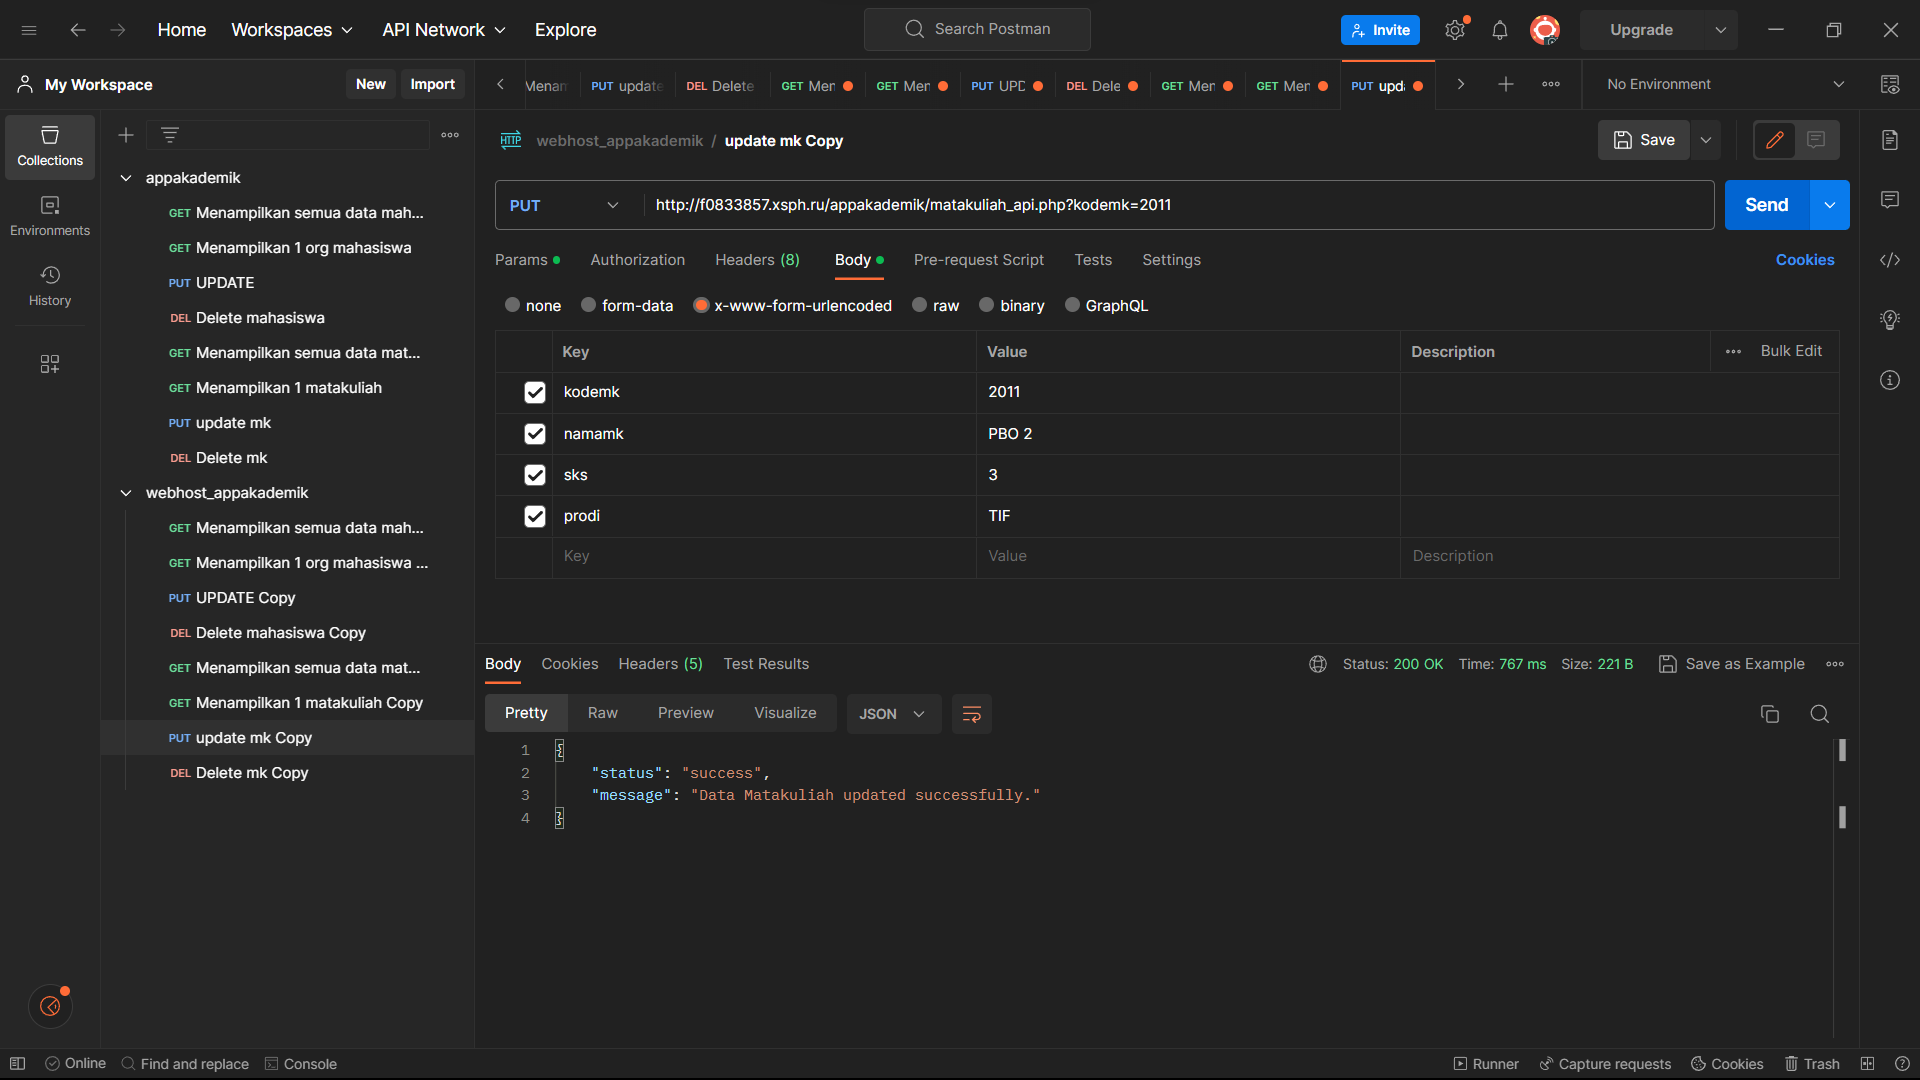 Home Workspaces API Network Explore Search Postman Invite Upgrade
My Workspace New Import
Menan PUT update DEL Delete GET Mer GET Mer PUT UPD DEL Dele GET Mer GET Mer PUT upda No Environment
Collections
Environments
History
appakademik
GET Menampilkan semua data mah...
GET Menampilkan 1 org mahasiswa
PUT UPDATE
DEL Delete mahasiswa
GET Menampilkan semua data mat...
GET Menampilkan 1 matakuliah
PUT update mk
DEL Delete mk
webhost_appakademik
GET Menampilkan semua data mah...
GET Menampilkan 1 org mahasiswa ...
PUT UPDATE Copy
DEL Delete mahasiswa Copy
GET Menampilkan semua data mat...
GET Menampilkan 1 matakuliah Copy
PUT update mk Copy
DEL Delete mk Copy
HTTP webhost_appakademik / update mk Copy Save
PUT http://f0833857.xsph.ru/appakademik/matakuliah_api.php?kodemk=2011 Send
Params Authorization Headers (8) Body Pre-request Script Tests Settings Cookies
none form-data x-www-form-urlencoded raw binary GraphQL
Key Value Description Bulk Edit
kodemk 2011
namamk PBO 2
sks 3
prodi TIF
Key Value Description
Body Cookies Headers (5) Test Results Status: 200 OK Time: 767 ms Size: 221 B Save as Example
Pretty Raw Preview Visualize JSON
1 {
2 "status": "success",
3 "message": "Data Matakuliah updated successfully."
4 }
Online Find and replace Console Runner Capture requests Cookies Trash